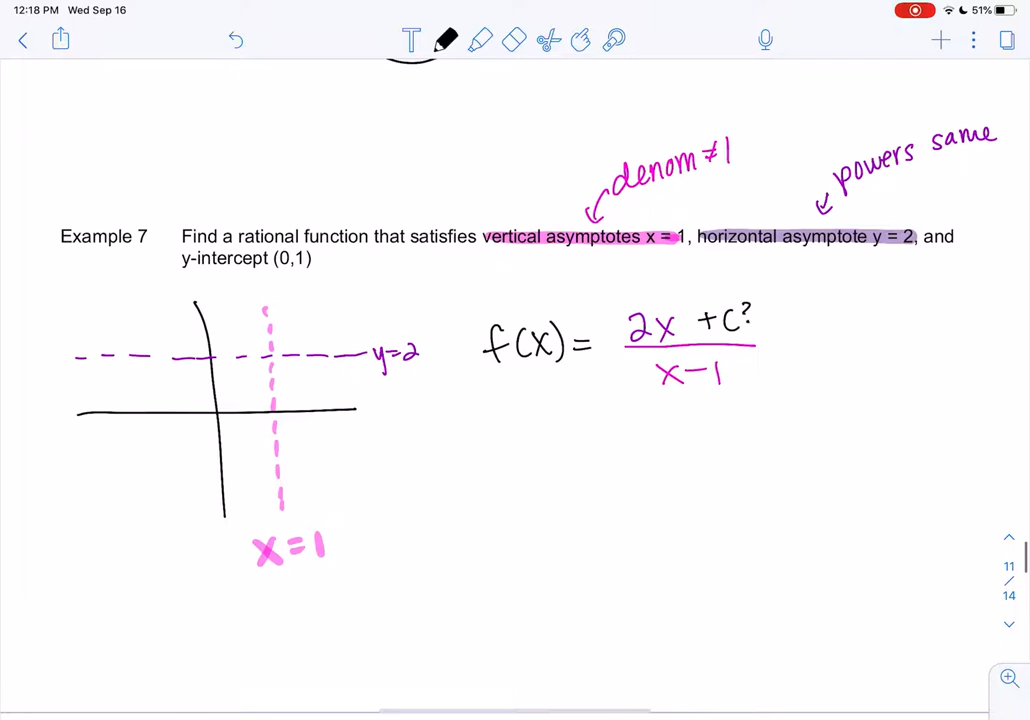 12:18 PM Wed Sep 16
51%
T
denom ≠ 1
powers same
Example 7 Find a rational function that satisfies vertical asymptotes x = 1, horizontal asymptote y = 2, and
y-intercept (0,1)
f(x) = 2x + C?
x - 1
y=2
x=1
11
/
14